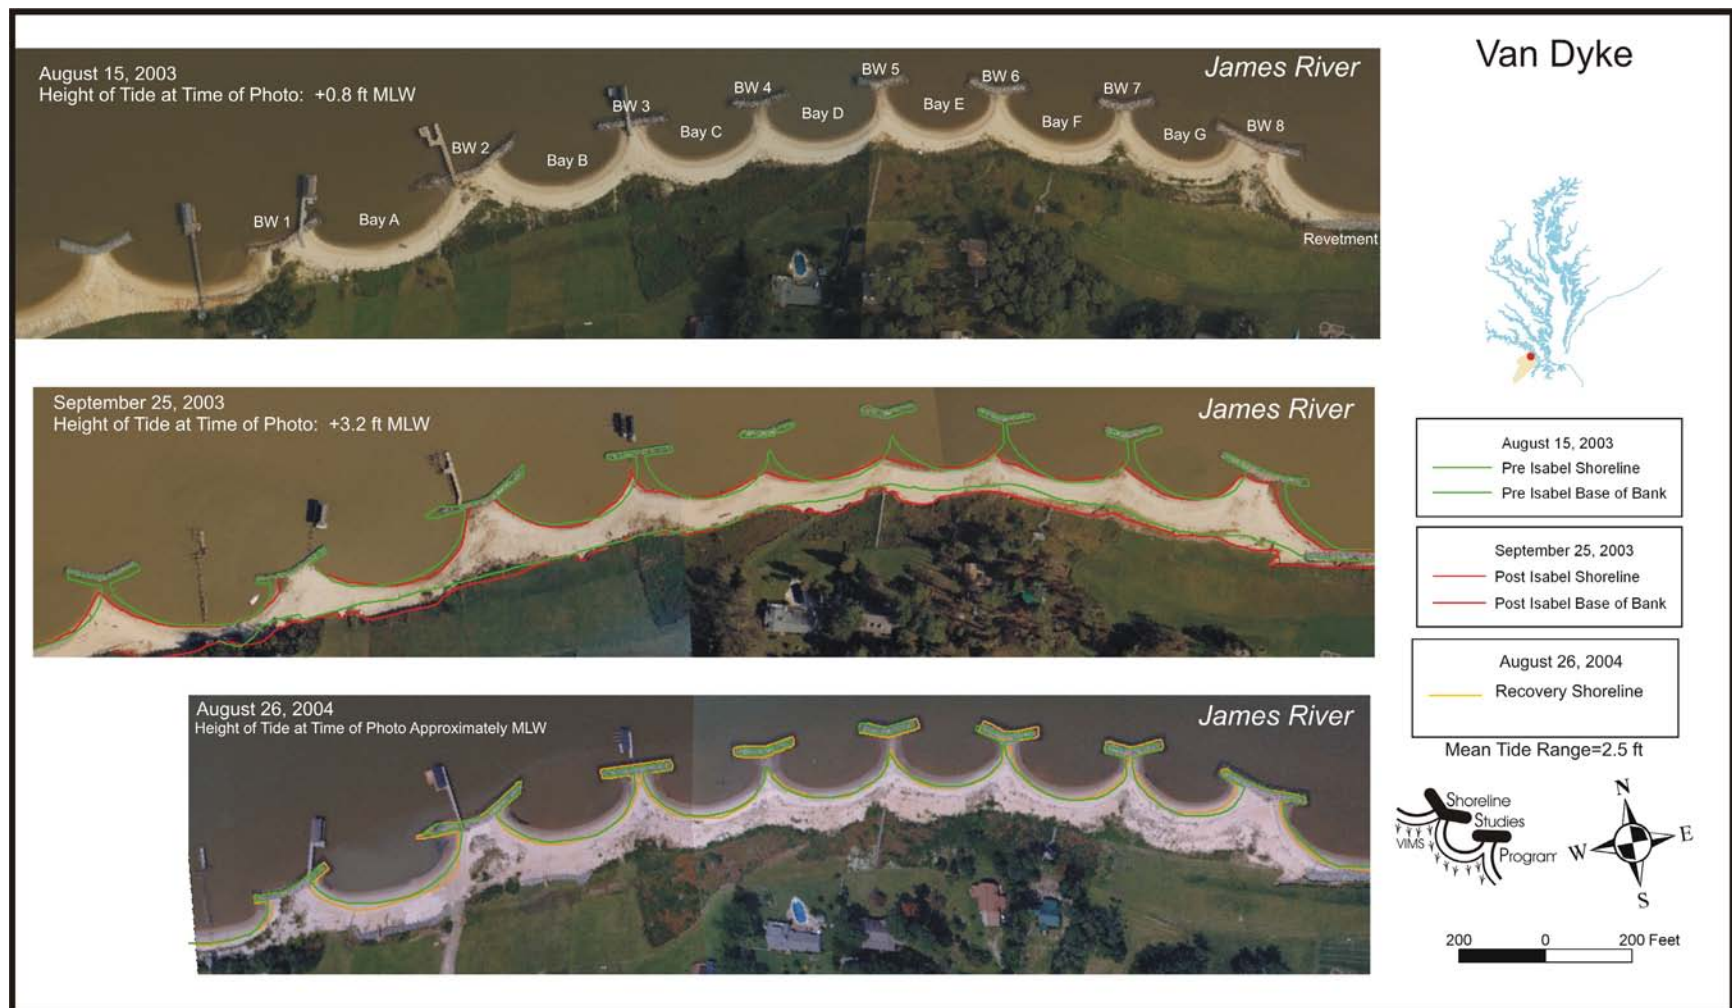 Van Dyke
August 15, 2003
Height of Tide at Time of Photo: +0.8 ft MLW
James River
BW 1
Bay A
BW 2
Bay B
BW 3
Bay C
BW 4
Bay D
BW 5
Bay E
BW 6
Bay F
BW 7
Bay G
BW 8
Revetment
September 25, 2003
Height of Tide at Time of Photo: +3.2 ft MLW
James River
August 26, 2004
Height of Tide at Time of Photo Approximately MLW
James River
August 15, 2003
Pre Isabel Shoreline
Pre Isabel Base of Bank
September 25, 2003
Post Isabel Shoreline
Post Isabel Base of Bank
August 26, 2004
Recovery Shoreline
Mean Tide Range=2.5 ft
Shoreline
Studies
VIMS
Program
N
E
W
S
200 0 200 Feet